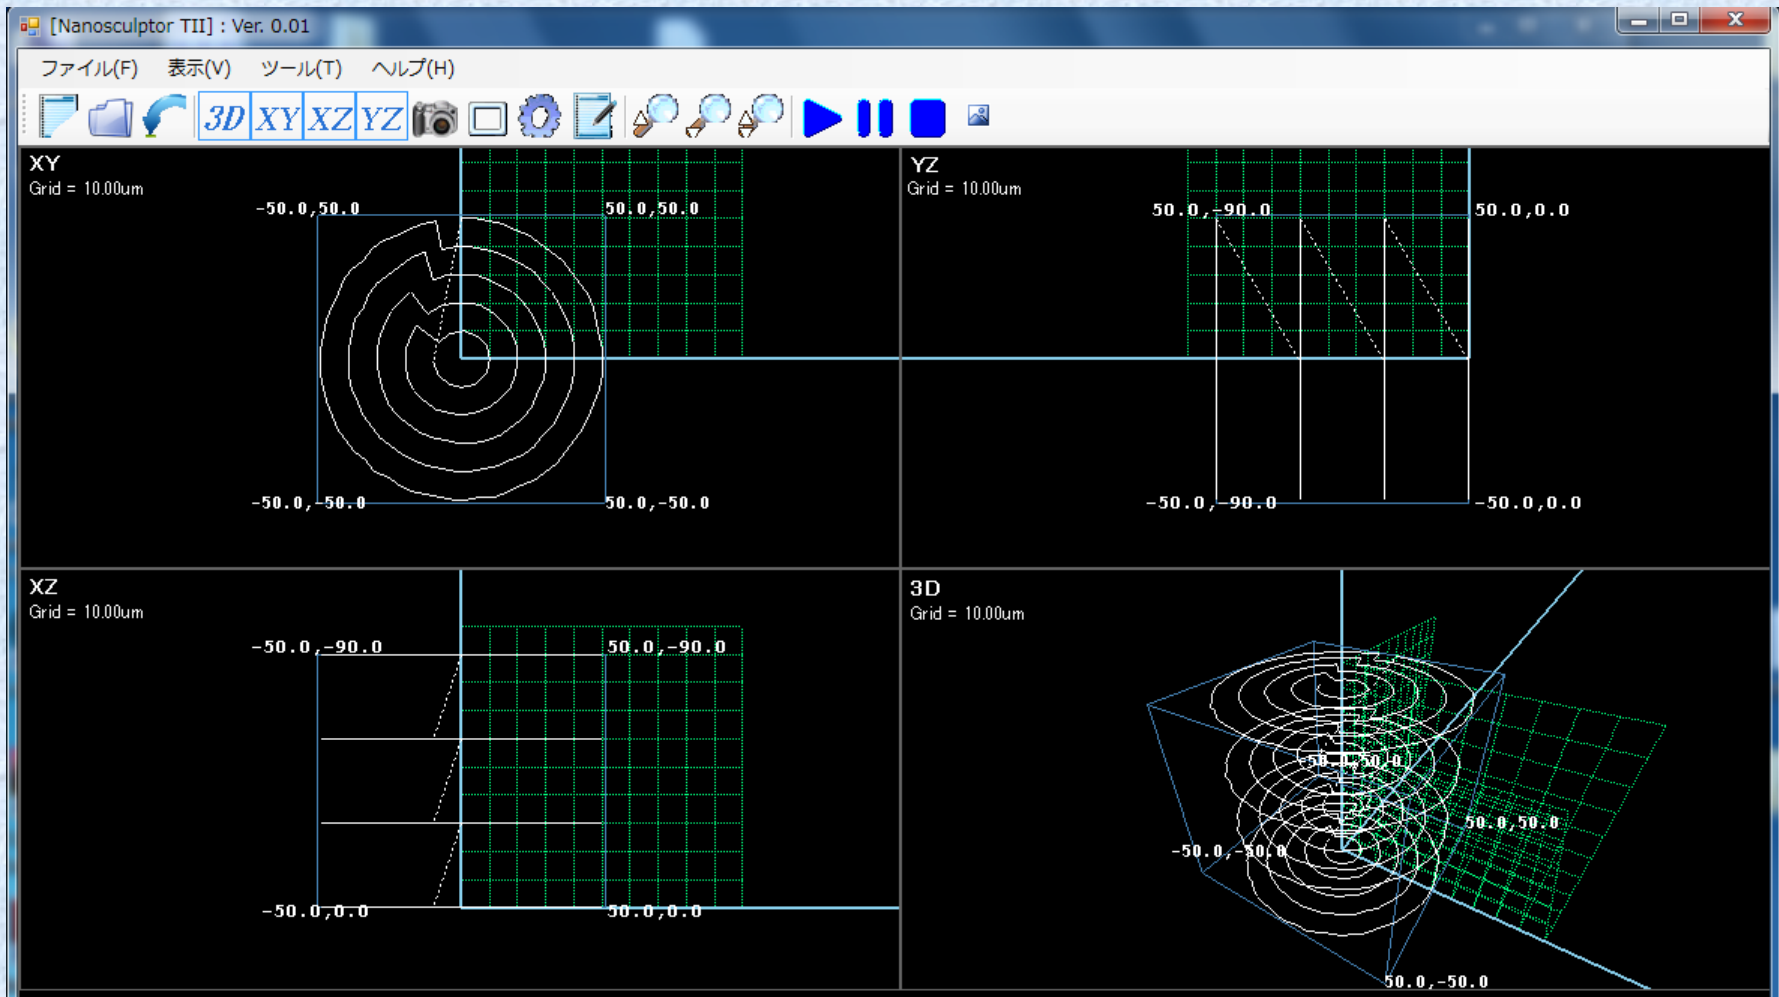 [Nanosculptor TII] : Ver. 0.01
ファイル(F) 表示(V) ツール(T) ヘルプ(H)
3D XY XZ YZ
XY
Grid = 10.00um
-50.0,50.0
50.0,50.0
-50.0,-50.0
50.0,-50.0
YZ
Grid = 10.00um
50.0,-90.0
50.0,0.0
-50.0,-90.0
-50.0,0.0
XZ
Grid = 10.00um
-50.0,-90.0
50.0,-90.0
-50.0,0.0
50.0,0.0
3D
Grid = 10.00um
-50.0,50.0
50.0,50.0
-50.0,-50.0
50.0,-50.0